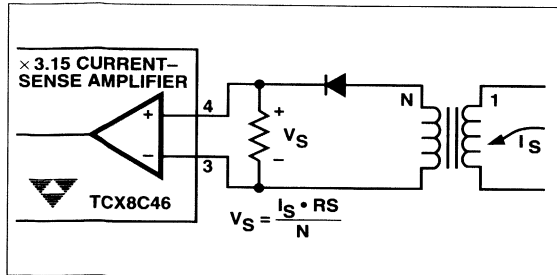 × 3.15 CURRENT–
SENSE AMPLIFIER
+
4
N
1
+
VS
–
IS
–
3
TCX8C46
VS = IS • RS
N